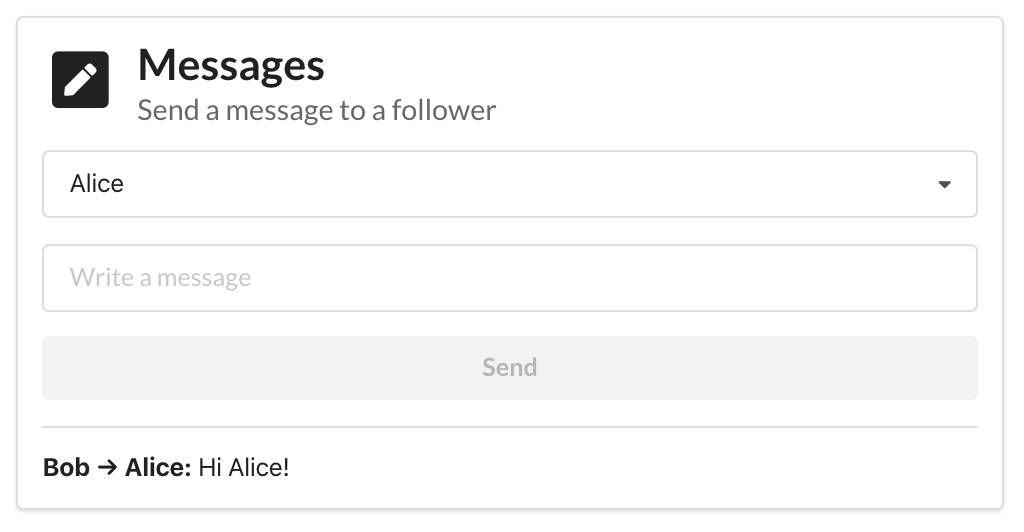 Messages
Send a message to a follower
Alice
Write a message
Send
Bob → Alice: Hi Alice!